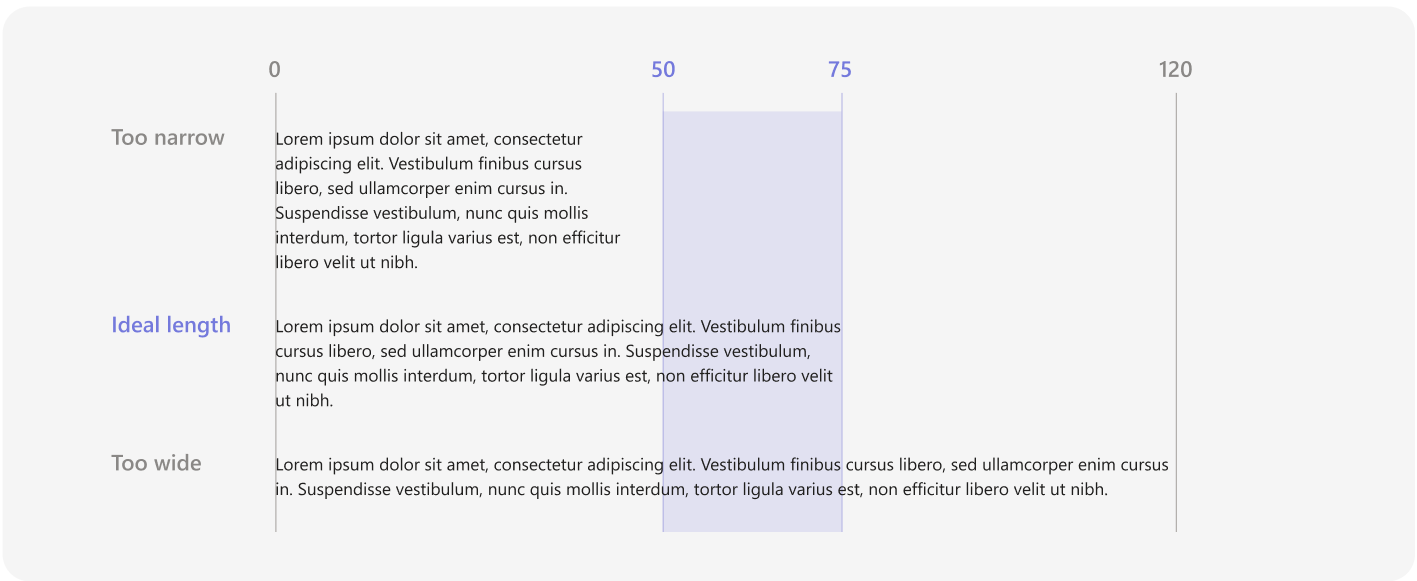 0 50 75 120
Too narrow
Lorem ipsum dolor sit amet, consectetur
adipiscing elit. Vestibulum finibus cursus
libero, sed ullamcorper enim cursus in.
Suspendisse vestibulum, nunc quis mollis
interdum, tortor ligula varius est, non efficitur
libero velit ut nibh.
Ideal length
Lorem ipsum dolor sit amet, consectetur adipiscing elit. Vestibulum finibus
cursus libero, sed ullamcorper enim cursus in. Suspendisse vestibulum,
nunc quis mollis interdum, tortor ligula varius est, non efficitur libero velit
ut nibh.
Too wide
Lorem ipsum dolor sit amet, consectetur adipiscing elit. Vestibulum finibus cursus libero, sed ullamcorper enim cursus
in. Suspendisse vestibulum, nunc quis mollis interdum, tortor ligula varius est, non efficitur libero velit ut nibh.